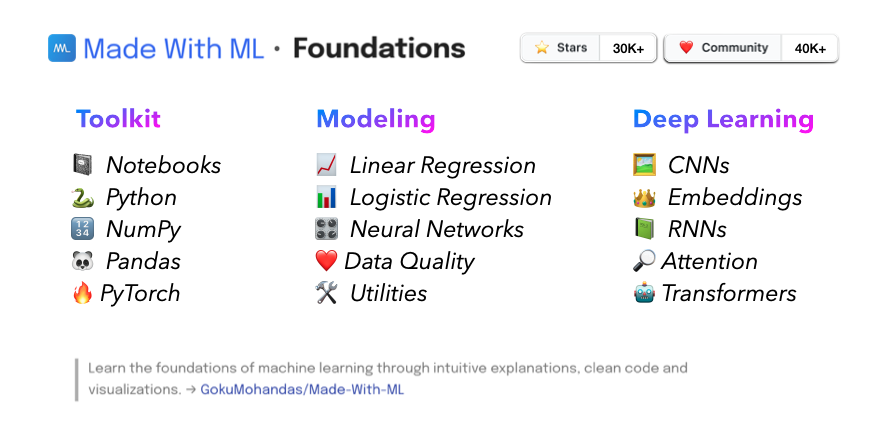 Made With ML · Foundations
Stars 30K+
Community 40K+
Toolkit
Notebooks
Python
NumPy
Pandas
PyTorch
Modeling
Linear Regression
Logistic Regression
Neural Networks
Data Quality
Utilities
Deep Learning
CNNs
Embeddings
RNNs
Attention
Transformers
Learn the foundations of machine learning through intuitive explanations, clean code and
visualizations. → GokuMohandas/Made-With-ML